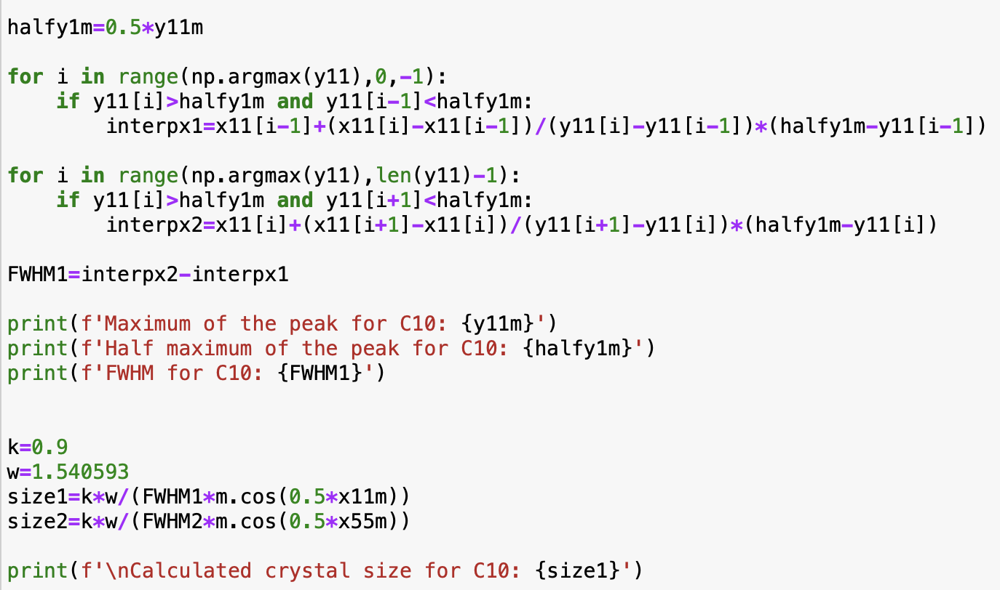 halfy1m=0.5*y11m
for i in range(np.argmax(y11),0,-1):
    if y11[i]>halfy1m and y11[i-1]<halfy1m:
        interpx1=x11[i-1]+(x11[i]-x11[i-1])/(y11[i]-y11[i-1])*(halfy1m-y11[i-1])
for i in range(np.argmax(y11),len(y11)-1):
    if y11[i]>halfy1m and y11[i+1]<halfy1m:
        interpx2=x11[i]+(x11[i+1]-x11[i])/(y11[i+1]-y11[i])*(halfy1m-y11[i])
FWHM1=interpx2-interpx1
print(f'Maximum of the peak for C10: {y11m}')
print(f'Half maximum of the peak for C10: {halfy1m}')
print(f'FWHM for C10: {FWHM1}')
k=0.9
w=1.540593
size1=k*w/(FWHM1*m.cos(0.5*x11m))
size2=k*w/(FWHM2*m.cos(0.5*x55m))
print(f'\nCalculated crystal size for C10: {size1}')